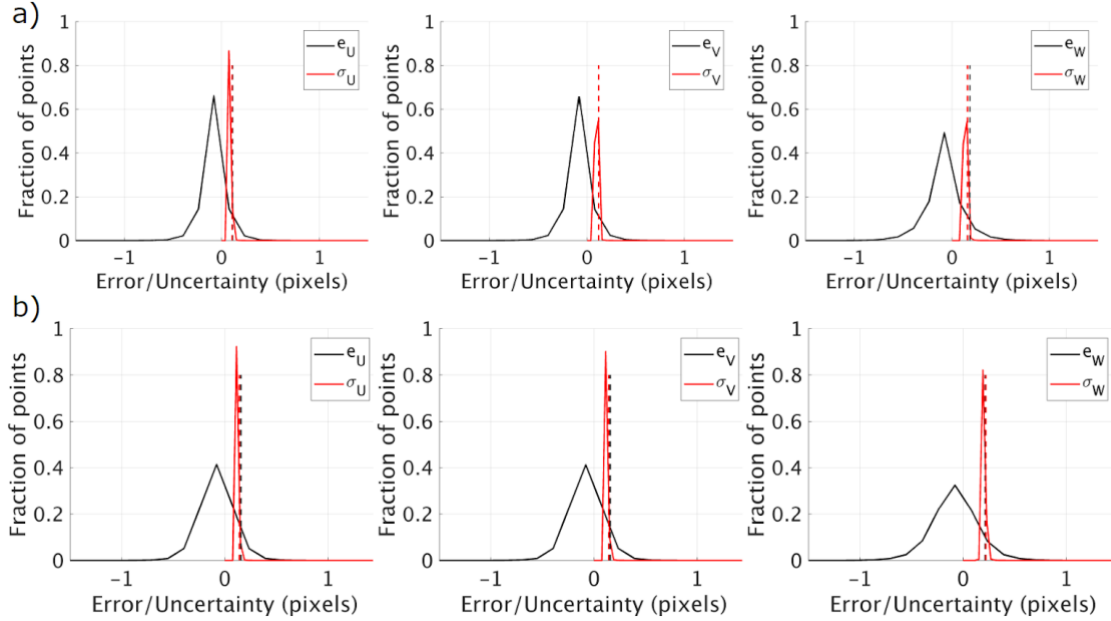 a)
1
0.8
0.6
0.4
0.2
0
Fraction of points
-1
0
1
Error/Uncertainty (pixels)
e_U
σ_U
1
0.8
0.6
0.4
0.2
0
Fraction of points
-1
0
1
Error/Uncertainty (pixels)
e_V
σ_V
1
0.8
0.6
0.4
0.2
0
Fraction of points
-1
0
1
Error/Uncertainty (pixels)
e_W
σ_W
b)
1
0.8
0.6
0.4
0.2
0
Fraction of points
-1
0
1
Error/Uncertainty (pixels)
e_U
σ_U
1
0.8
0.6
0.4
0.2
0
Fraction of points
-1
0
1
Error/Uncertainty (pixels)
e_V
σ_V
1
0.8
0.6
0.4
0.2
0
Fraction of points
-1
0
1
Error/Uncertainty (pixels)
e_W
σ_W